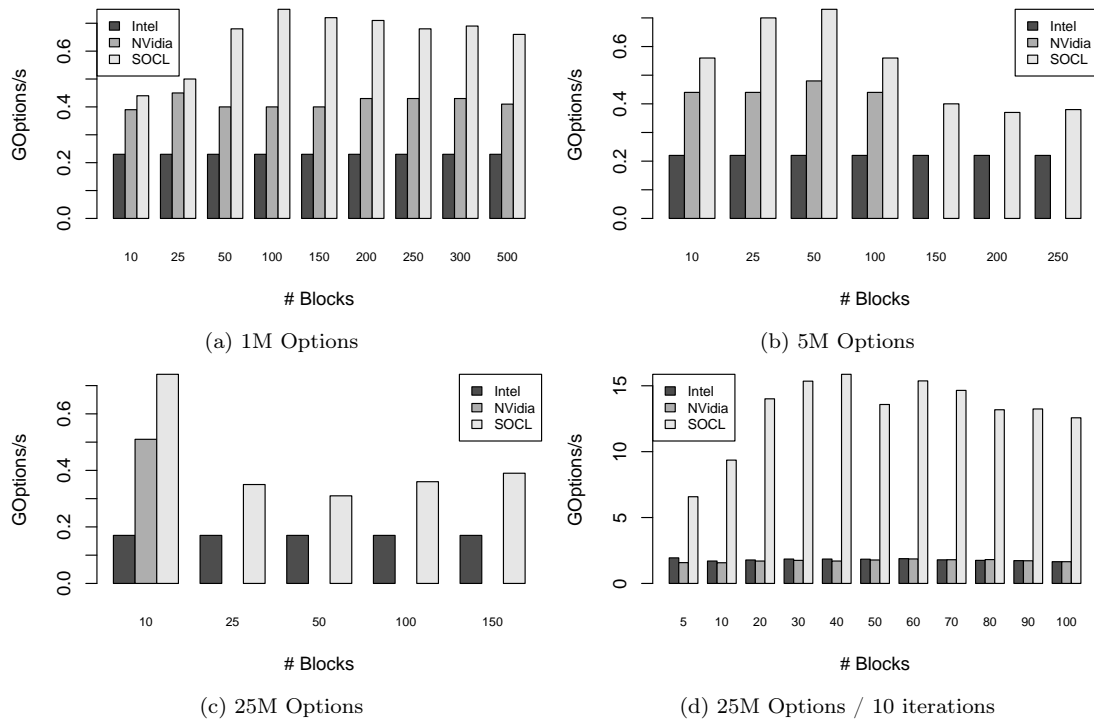 Intel
NVidia
SOCL
GOptions/s
0.0 0.2 0.4 0.6
10 25 50 100 150 200 250 300 500
# Blocks
(a) 1M Options
Intel
NVidia
SOCL
GOptions/s
0.0 0.2 0.4 0.6
10 25 50 100 150 200 250
# Blocks
(b) 5M Options
Intel
NVidia
SOCL
GOptions/s
0.0 0.2 0.4 0.6
10 25 50 100 150
# Blocks
(c) 25M Options
Intel
NVidia
SOCL
GOptions/s
0 5 10 15
5 10 20 30 40 50 60 70 80 90 100
# Blocks
(d) 25M Options / 10 iterations